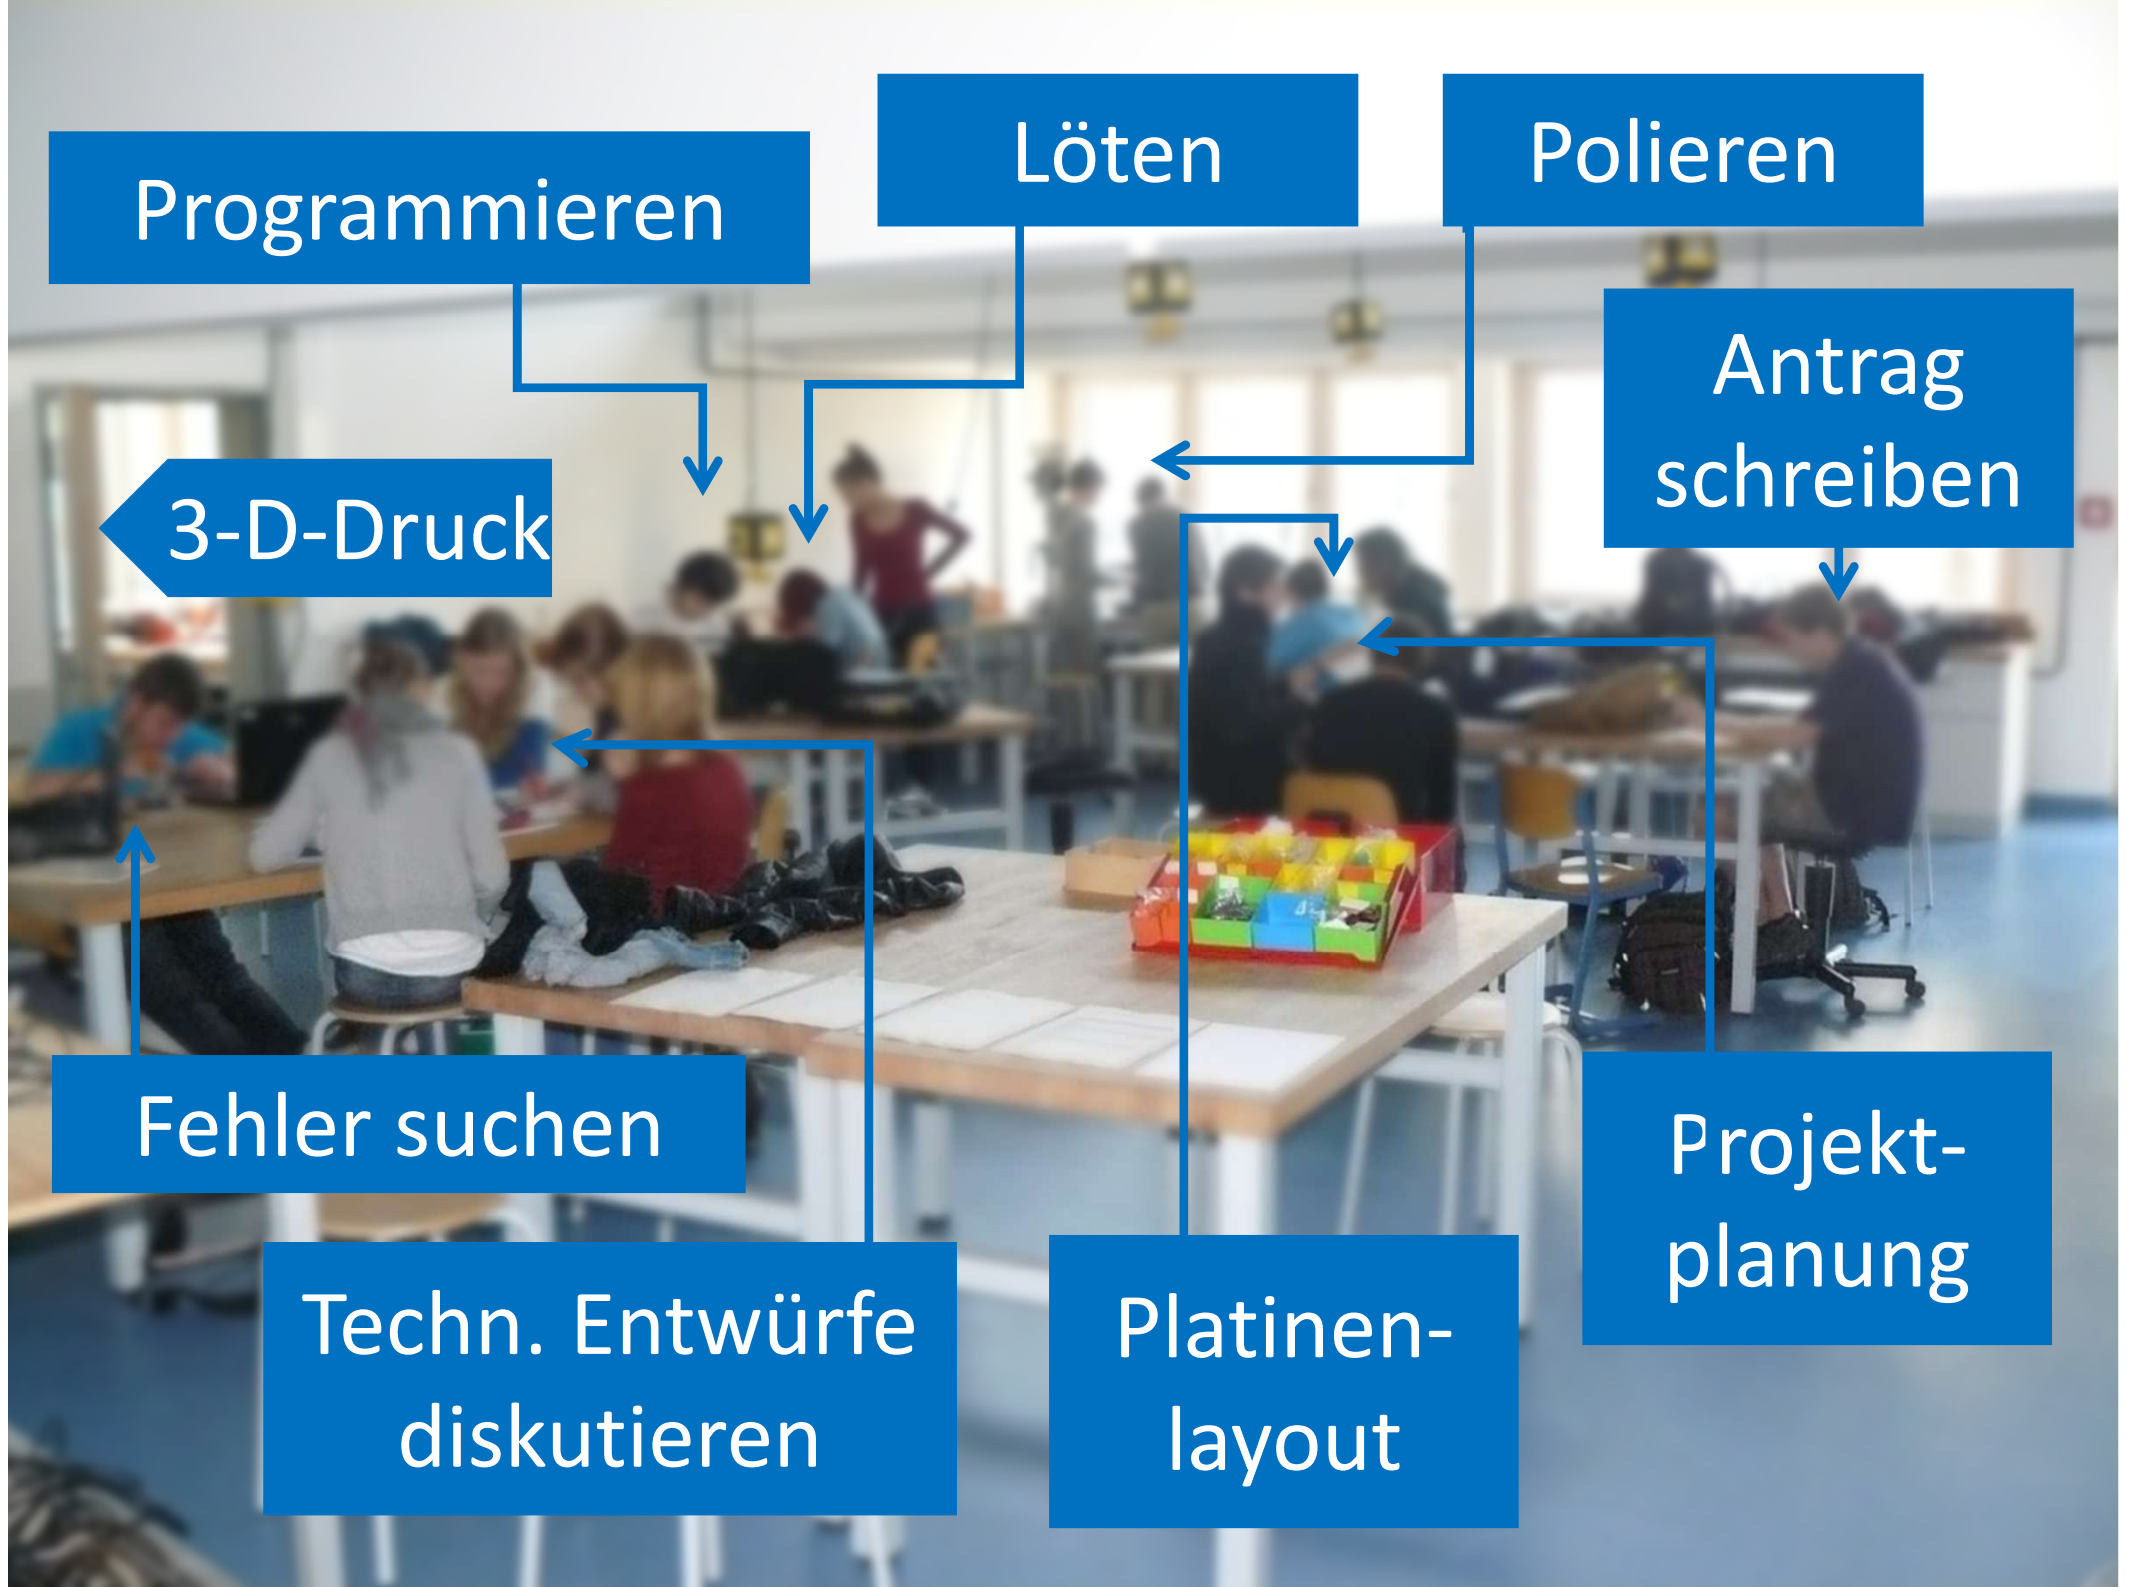 Programmieren
Löten
Polieren
Antrag
schreiben
3-D-Druck
Fehler suchen
Techn. Entwürfe
diskutieren
Platinen-
layout
Projekt-
planung